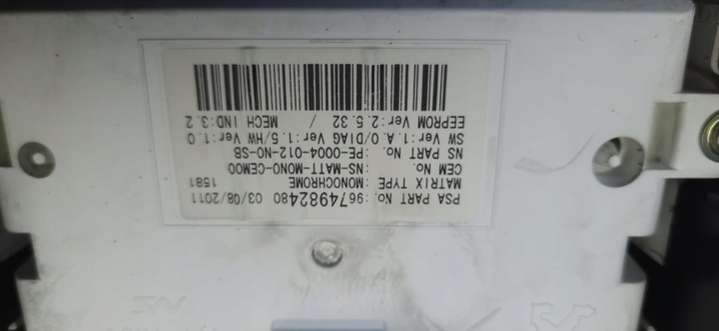 PSA PART No. :9674982480 03/08/2011
MATRIX TYPE :MONOCHROME 1581
CEM No. :NS-MATT-MONO-CEM00
NS PART No. :PE-0004-012-NO-SB
SW Ver:1.A.0/DIAG Ver:1.5/HW Ver:1.0
EEPROM Ver:2.5.32 / MECH IND:3.2